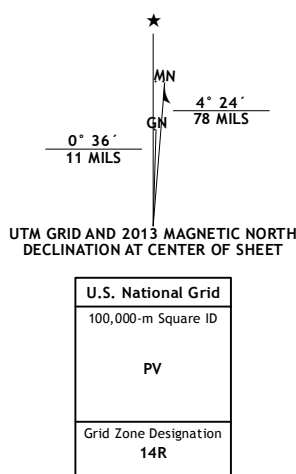 MN
4° 24´
78 MILS
GN
0° 36´
11 MILS
UTM GRID AND 2013 MAGNETIC NORTH
DECLINATION AT CENTER OF SHEET
U.S. National Grid
100,000-m Square ID
PV
Grid Zone Designation
14R